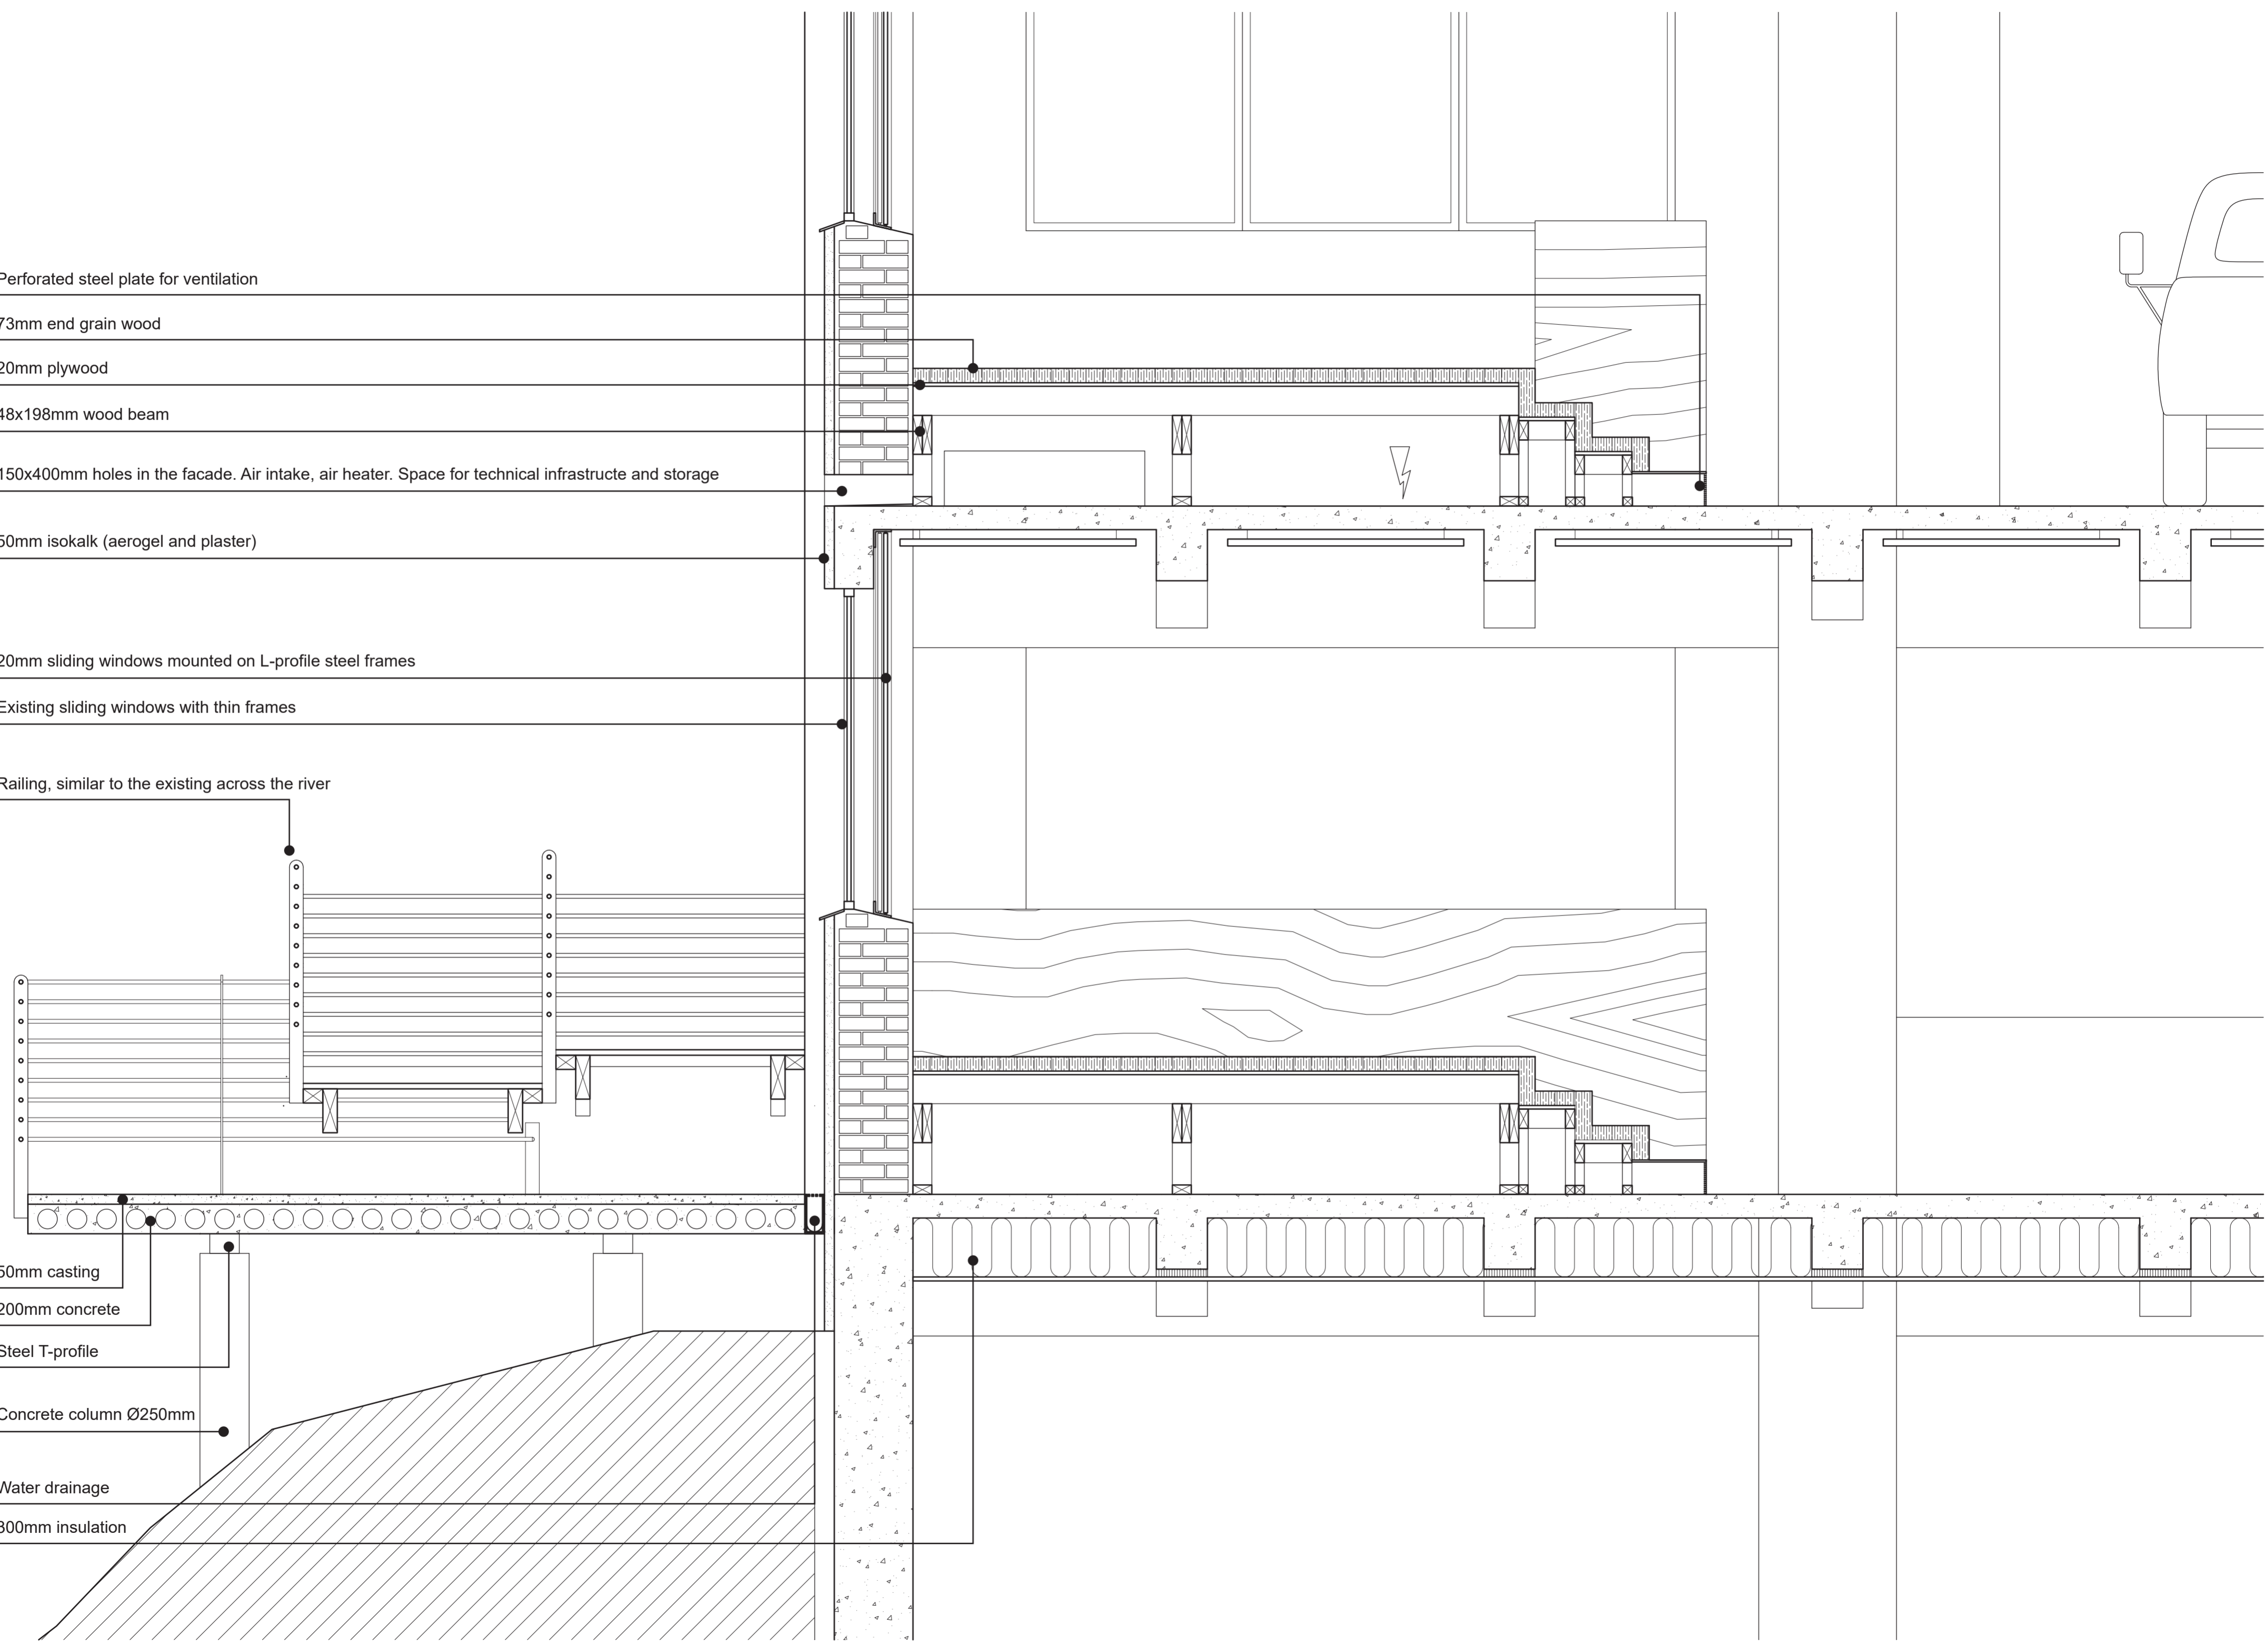 Perforated steel plate for ventilation
73mm end grain wood
20mm plywood
48x198mm wood beam
150x400mm holes in the facade. Air intake, air heater. Space for technical infrastructe and storage
50mm isokalk (aerogel and plaster)
20mm sliding windows mounted on L-profile steel frames
Existing sliding windows with thin frames
Railing, similar to the existing across the river
50mm casting
200mm concrete
Steel T-profile
Concrete column Ø250mm
Water drainage
300mm insulation